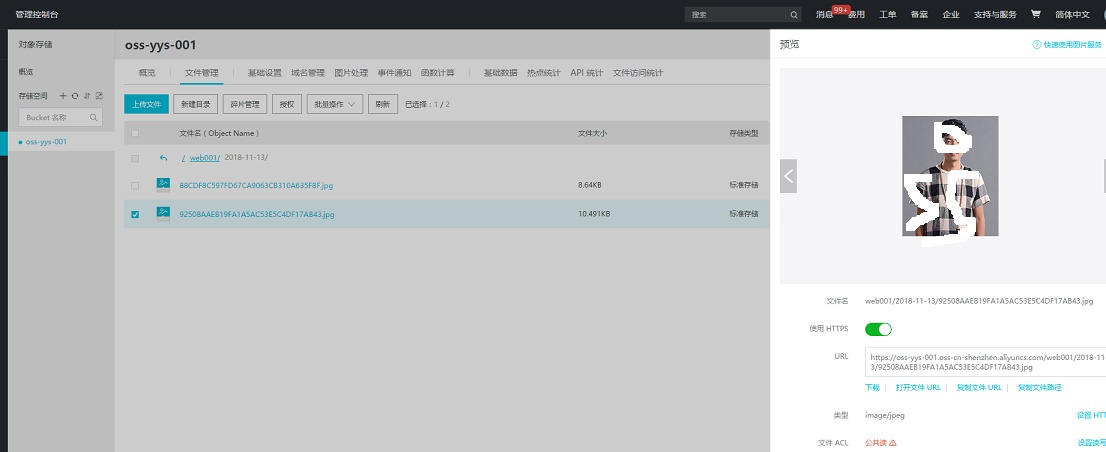 管理控制台
搜索
消息 99+ 费用 工单 备案 企业 支持与服务 简体中文
对象存储
概览
存储空间
Bucket 名称
oss-yys-001
oss-yys-001
概览 文件管理 基础设置 域名管理 图片处理 事件通知 函数计算 基础数据 热点统计 API 统计 文件访问统计
上传文件 新建目录 碎片管理 授权 批量操作 刷新 已选择：1 / 2
文件名（Object Name） 文件大小 存储类型
/ web001/ 2018-11-13/
88CDF8C597FD67CA9063CB310A635F8F.jpg 8.64KB 标准存储
92508AAEB19FA1A5AC53E5C4DF17AB43.jpg 10.491KB 标准存储
预览 快速使用图片服务
文件名 web001/2018-11-13/92508AAEB19FA1A5AC53E5C4DF17AB43.jpg
使用 HTTPS
URL https://oss-yys-001.oss-cn-shenzhen.aliyuncs.com/web001/2018-11
3/92508AAEB19FA1A5AC53E5C4DF17AB43.jpg
下载 打开文件 URL 复制文件 URL 复制文件路径
类型 image/jpeg 设置 HTT
文件 ACL 公共读 设置读写